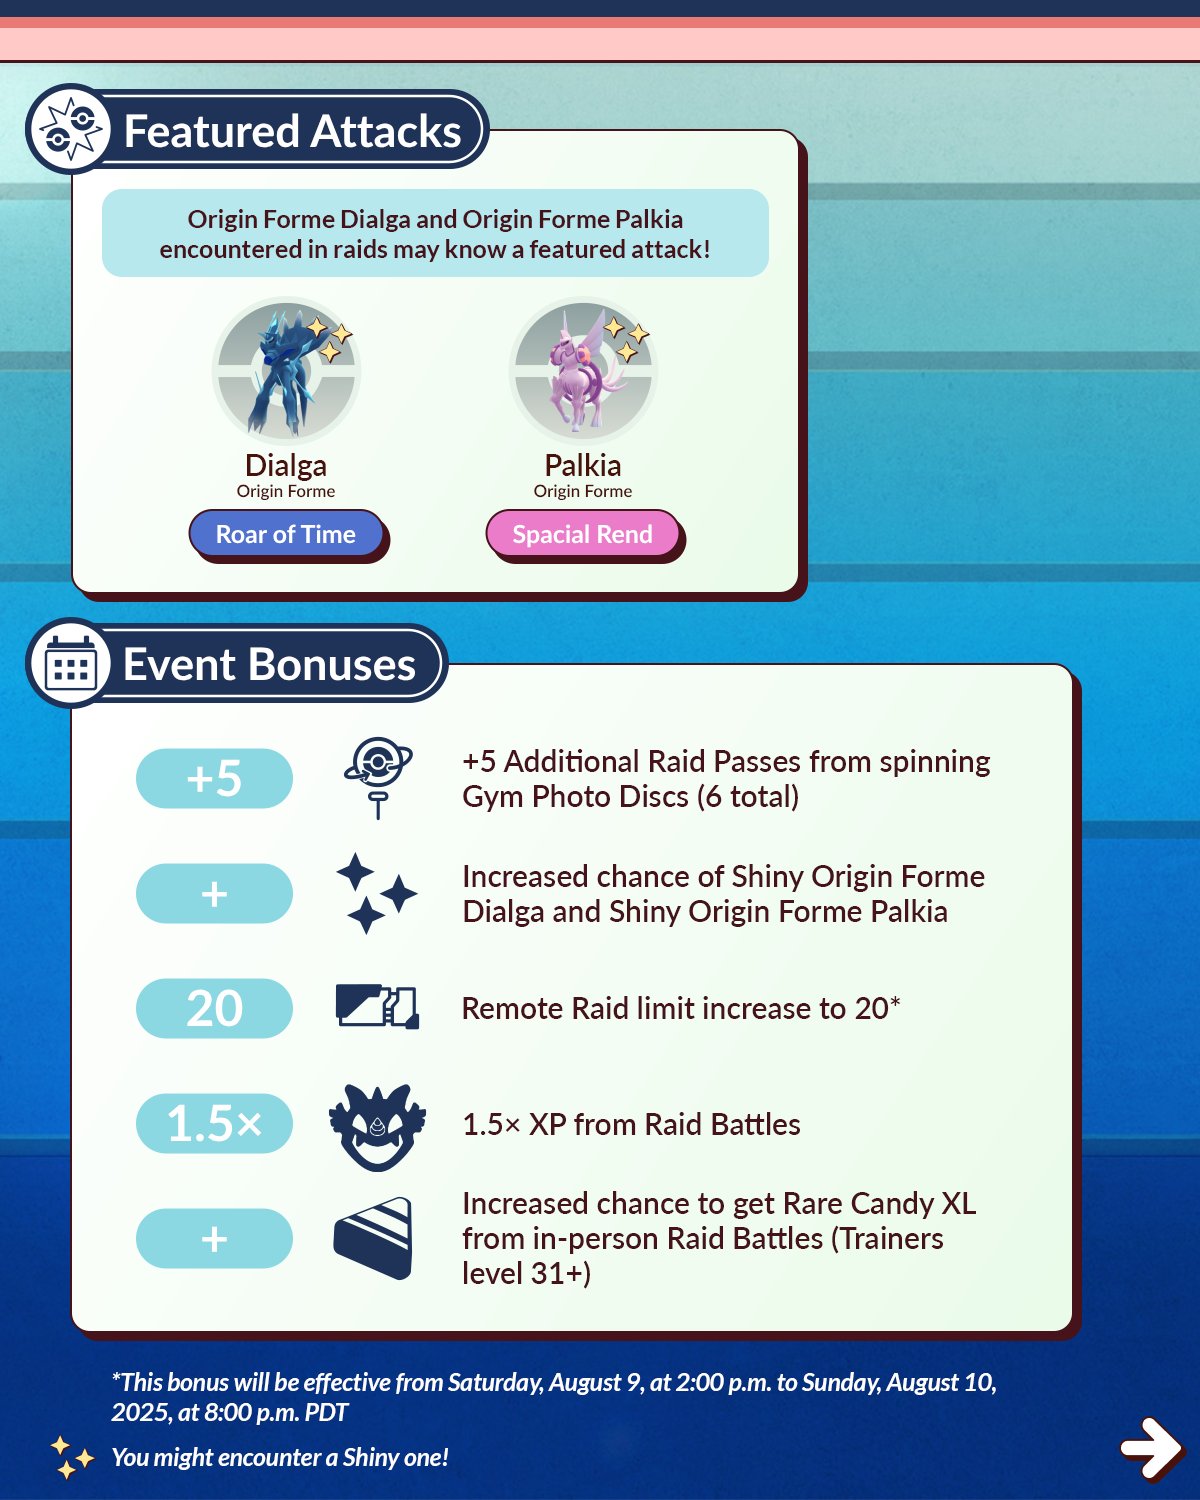 Featured Attacks
Origin Forme Dialga and Origin Forme Palkia
encountered in raids may know a featured attack!
Dialga
Origin Forme
Roar of Time
Palkia
Origin Forme
Spacial Rend
Event Bonuses
+5
+5 Additional Raid Passes from spinning
Gym Photo Discs (6 total)
+
Increased chance of Shiny Origin Forme
Dialga and Shiny Origin Forme Palkia
20
Remote Raid limit increase to 20*
1.5×
1.5× XP from Raid Battles
+
Increased chance to get Rare Candy XL
from in-person Raid Battles (Trainers
level 31+)
*This bonus will be effective from Saturday, August 9, at 2:00 p.m. to Sunday, August 10,
2025, at 8:00 p.m. PDT
You might encounter a Shiny one!